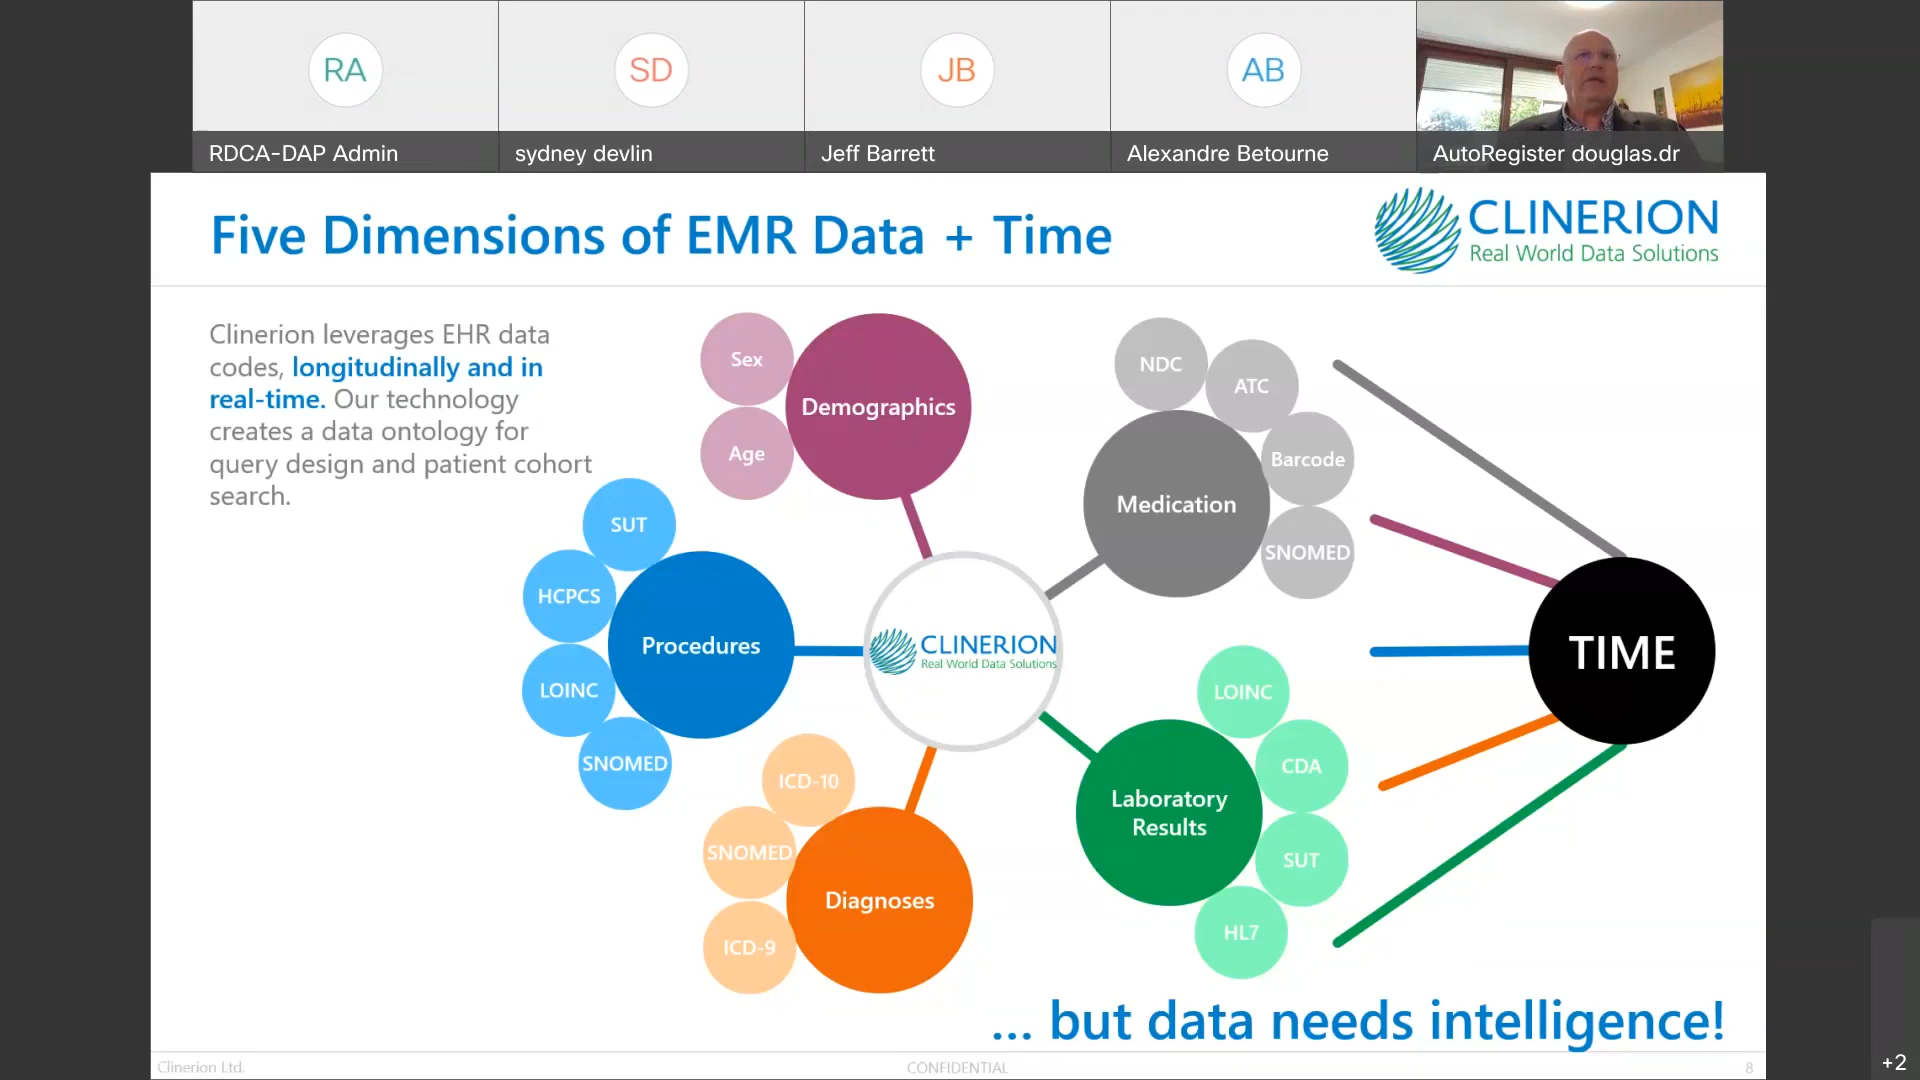 RA
SD
JB
AB
RDCA-DAP Admin
sydney devlin
Jeff Barrett
Alexandre Betourne
AutoRegister douglas.dr
Five Dimensions of EMR Data + Time
CLINERION
Real World Data Solutions
Clinerion leverages EHR data
codes, longitudinally and in
real-time. Our technology
creates a data ontology for
query design and patient cohort
search.
Sex
Age
Demographics
NDC
ATC
Barcode
SNOMED
Medication
SUT
HCPCS
LOINC
SNOMED
Procedures
CLINERION
Real World Data Solutions
TIME
ICD-10
SNOMED
ICD-9
Diagnoses
LOINC
CDA
SUT
HL7
Laboratory
Results
... but data needs intelligence!
Clinerion Ltd.
CONFIDENTIAL
8
+2